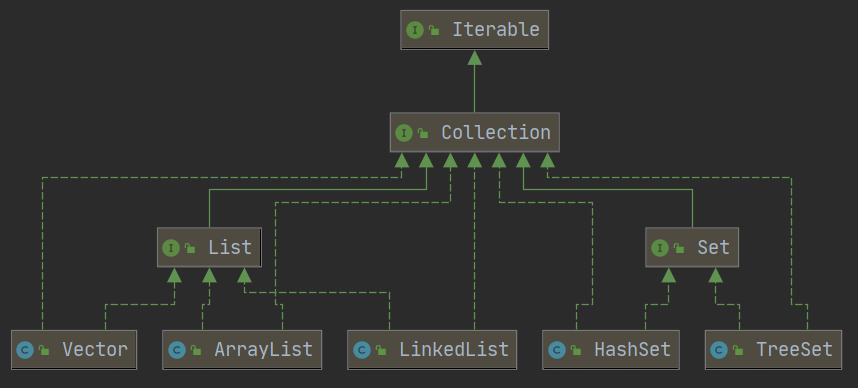 I Iterable
I Collection
I List
I Set
C Vector
C ArrayList
C LinkedList
C HashSet
C TreeSet